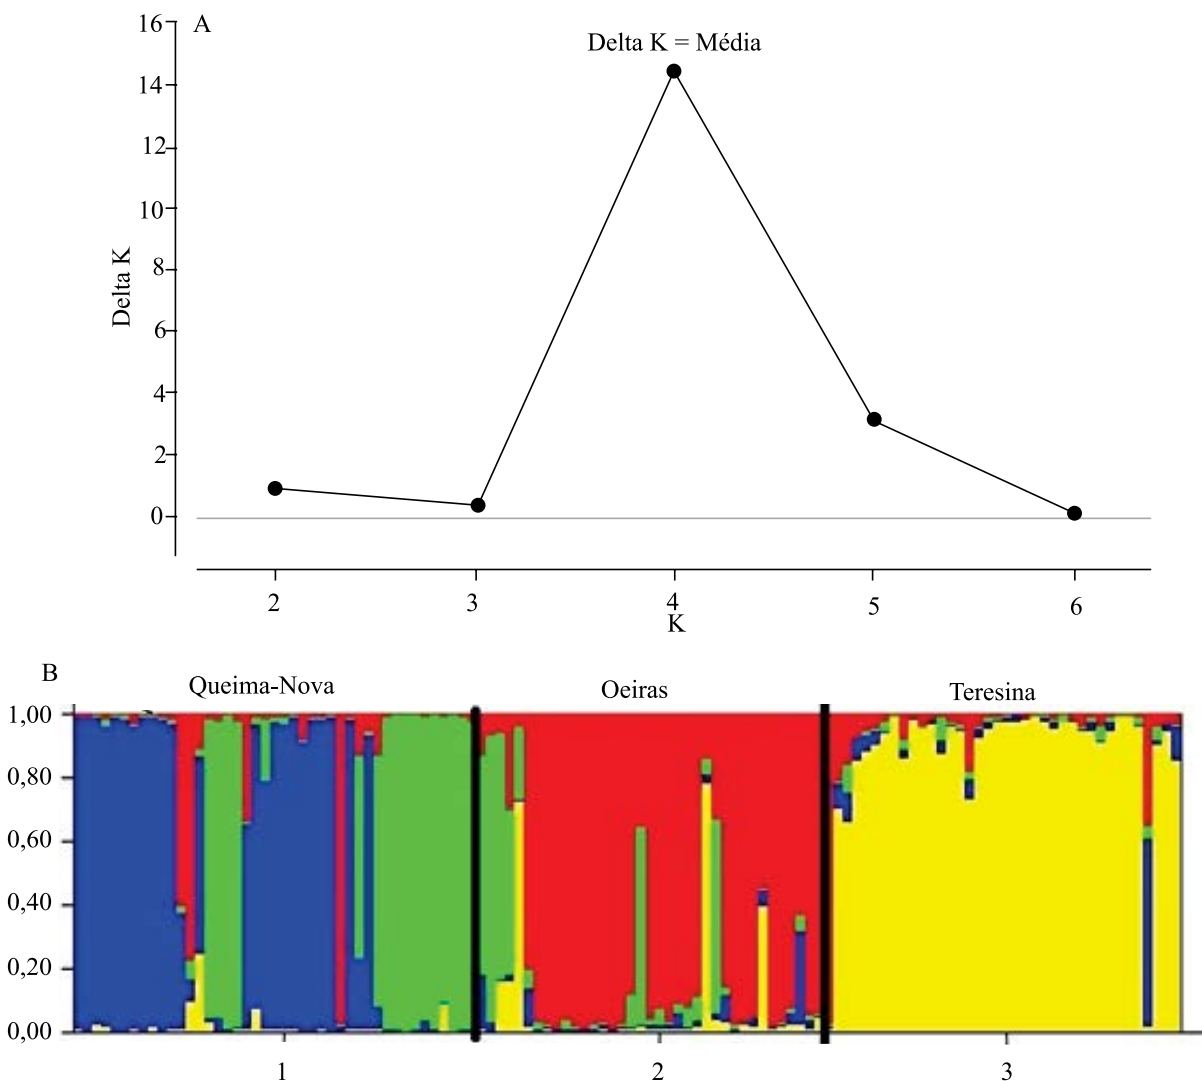 A
Delta K = Média
16
14
12
10
8
6
4
2
0
Delta K
2 3 4 5 6
K
B
Queima-Nova Oeiras Teresina
1,00
0,80
0,60
0,40
0,20
0,00
1 2 3